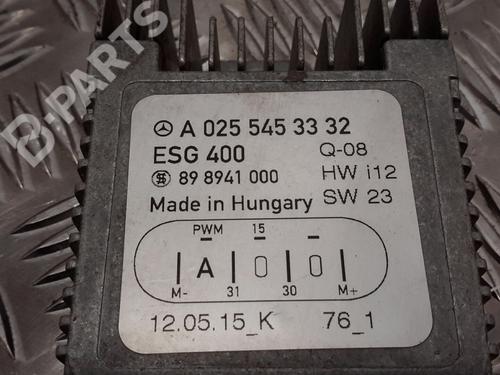 B-PARTS
A 025 545 33 32
ESG 400 Q-08
89 8941 000 HW i12
Made in Hungary SW 23
PWM 15
A 0 0
M- 31 30 M+
12.05.15_K 76_1